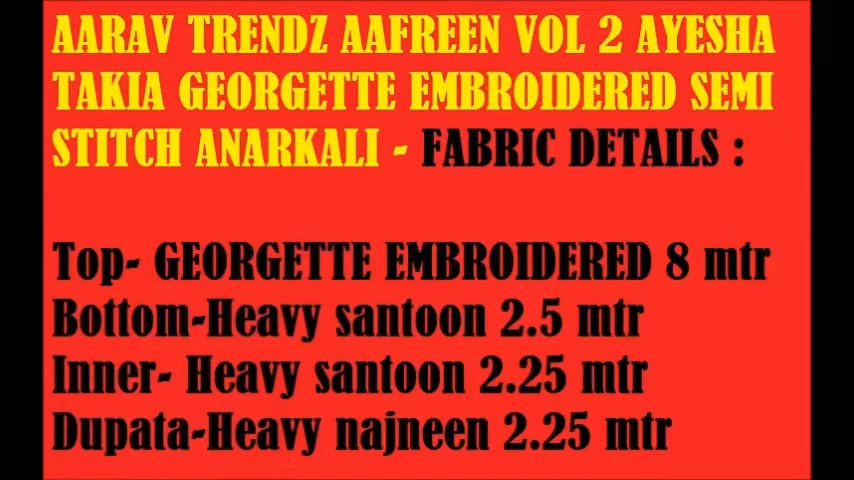 AARAV TRENDZ AAFREEN VOL 2 AYESHA
TAKIA GEORGETTE EMBROIDERED SEMI
STITCH ANARKALI - FABRIC DETAILS :
Top- GEORGETTE EMBROIDERED 8 mtr
Bottom-Heavy santoon 2.5 mtr
Inner- Heavy santoon 2.25 mtr
Dupata-Heavy najneen 2.25 mtr